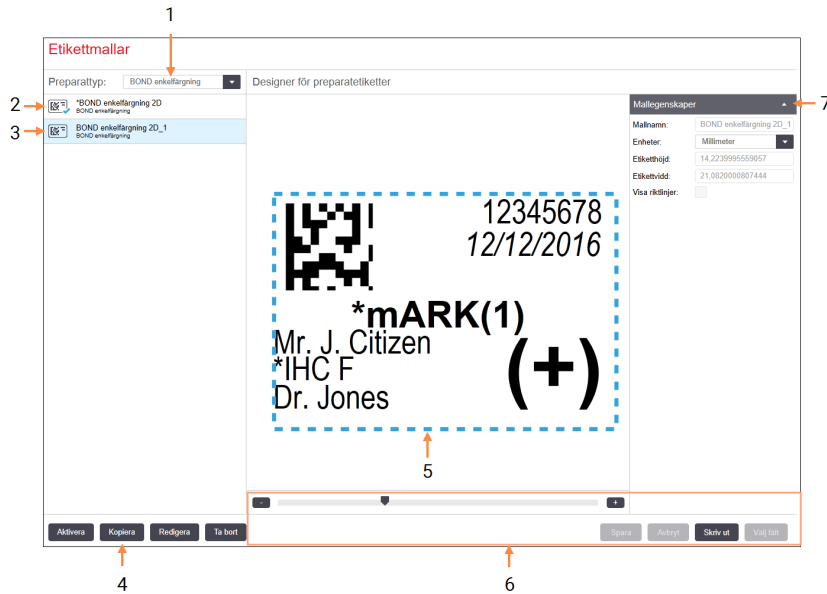 1
Etikettmallar
Preparattyp:
BOND enkelfärgning
Designer för preparatetiketter
2
*BOND enkelfärgning 2D
BOND enkelfärgning
3
BOND enkelfärgning 2D_1
BOND enkelfärgning
Mallegenskaper
7
Mallnamn:
BOND enkelfärgning 2D_1
Enheter:
Millimeter
Etiketthöjd:
14,2239995559057
Etikettvidd:
21,0820000807444
Visa riktlinjer:
12345678
12/12/2016
*mARK(1)
Mr. J. Citizen
*IHC F
Dr. Jones
(+)
5
-
+
Aktivera
Kopiera
Redigera
Ta bort
Spara
Avbryt
Skriv ut
Välj fält
4
6